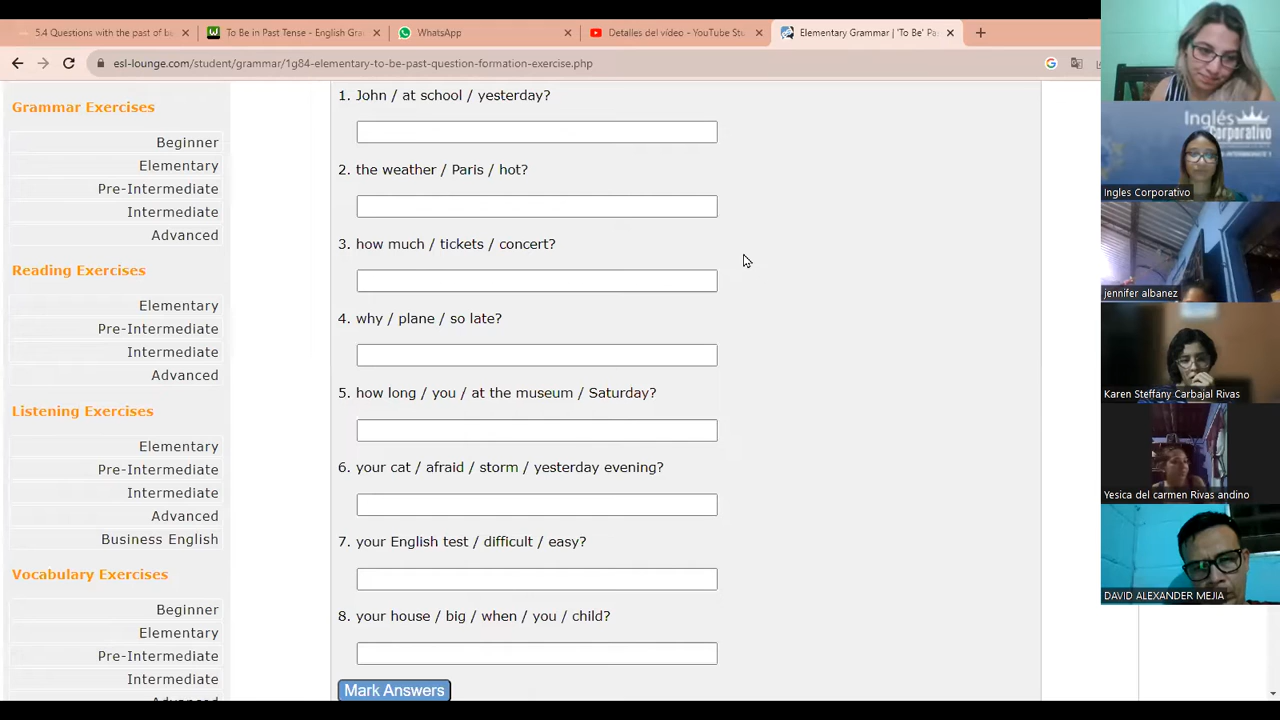 5.4 Questions with the past of b
To Be in Past Tense - English Gra
WhatsApp
Detalles del vídeo - YouTube Stu
Elementary Grammar | 'To Be' Pa
esl-lounge.com/student/grammar/1g84-elementary-to-be-past-question-formation-exercise.php
Grammar Exercises
Beginner
Elementary
Pre-Intermediate
Intermediate
Advanced
Reading Exercises
Elementary
Pre-Intermediate
Intermediate
Advanced
Listening Exercises
Elementary
Pre-Intermediate
Intermediate
Advanced
Business English
Vocabulary Exercises
Beginner
Elementary
Pre-Intermediate
Intermediate
1. John / at school / yesterday?
2. the weather / Paris / hot?
3. how much / tickets / concert?
4. why / plane / so late?
5. how long / you / at the museum / Saturday?
6. your cat / afraid / storm / yesterday evening?
7. your English test / difficult / easy?
8. your house / big / when / you / child?
Mark Answers
Inglés
Corporativo
Ingles Corporativo
jennifer albanez
Karen Steffany Carbajal Rivas
Yesica del carmen Rivas andino
DAVID ALEXANDER MEJIA